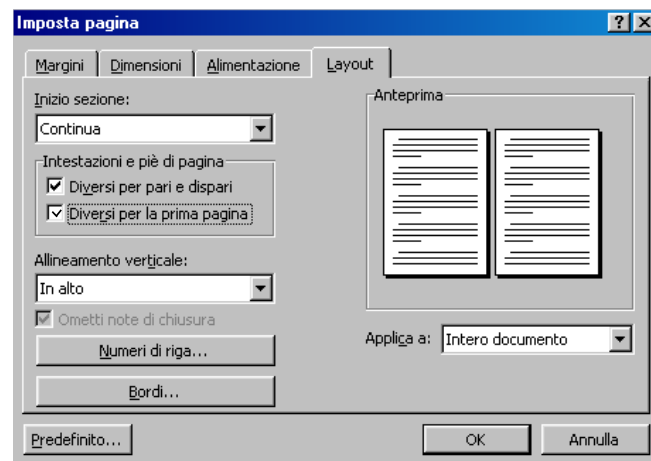 Imposta pagina
Margini
Dimensioni
Alimentazione
Layout
Inizio sezione:
Continua
Intestazioni e piè di pagina
Diversi per pari e dispari
Diversi per la prima pagina
Allineamento verticale:
In alto
Ometti note di chiusura
Numeri di riga...
Bordi...
Anteprima
Applica a: Intero documento
Predefinito...
OK
Annulla